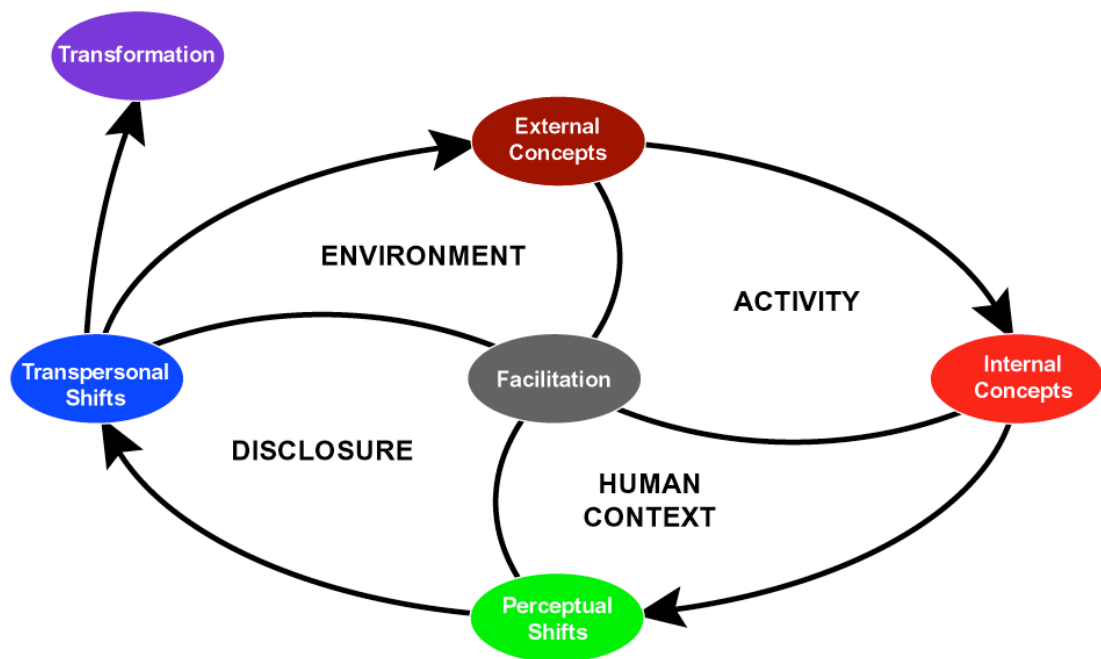 Transformation
External
Concepts
ENVIRONMENT
ACTIVITY
Transpersonal
Shifts
Facilitation
Internal
Concepts
DISCLOSURE
HUMAN
CONTEXT
Perceptual
Shifts